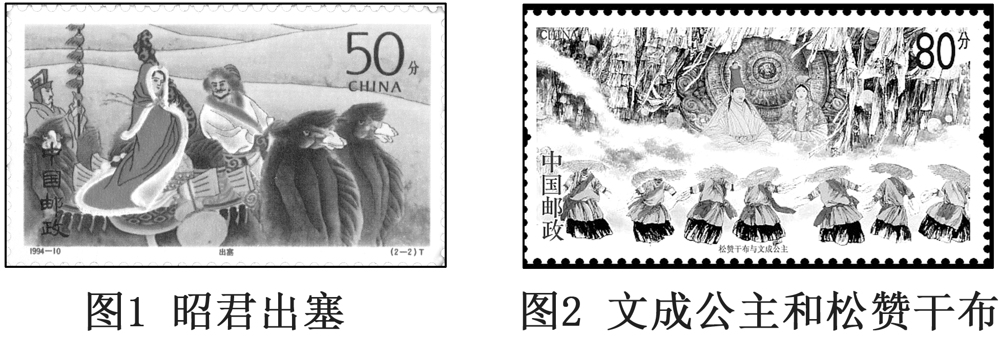 50分
CHINA
中国邮政
1994—10
出塞
(2—2)T
CHINA
80分
中国邮政
松赞干布与文成公主
图1 昭君出塞
图2 文成公主和松赞干布